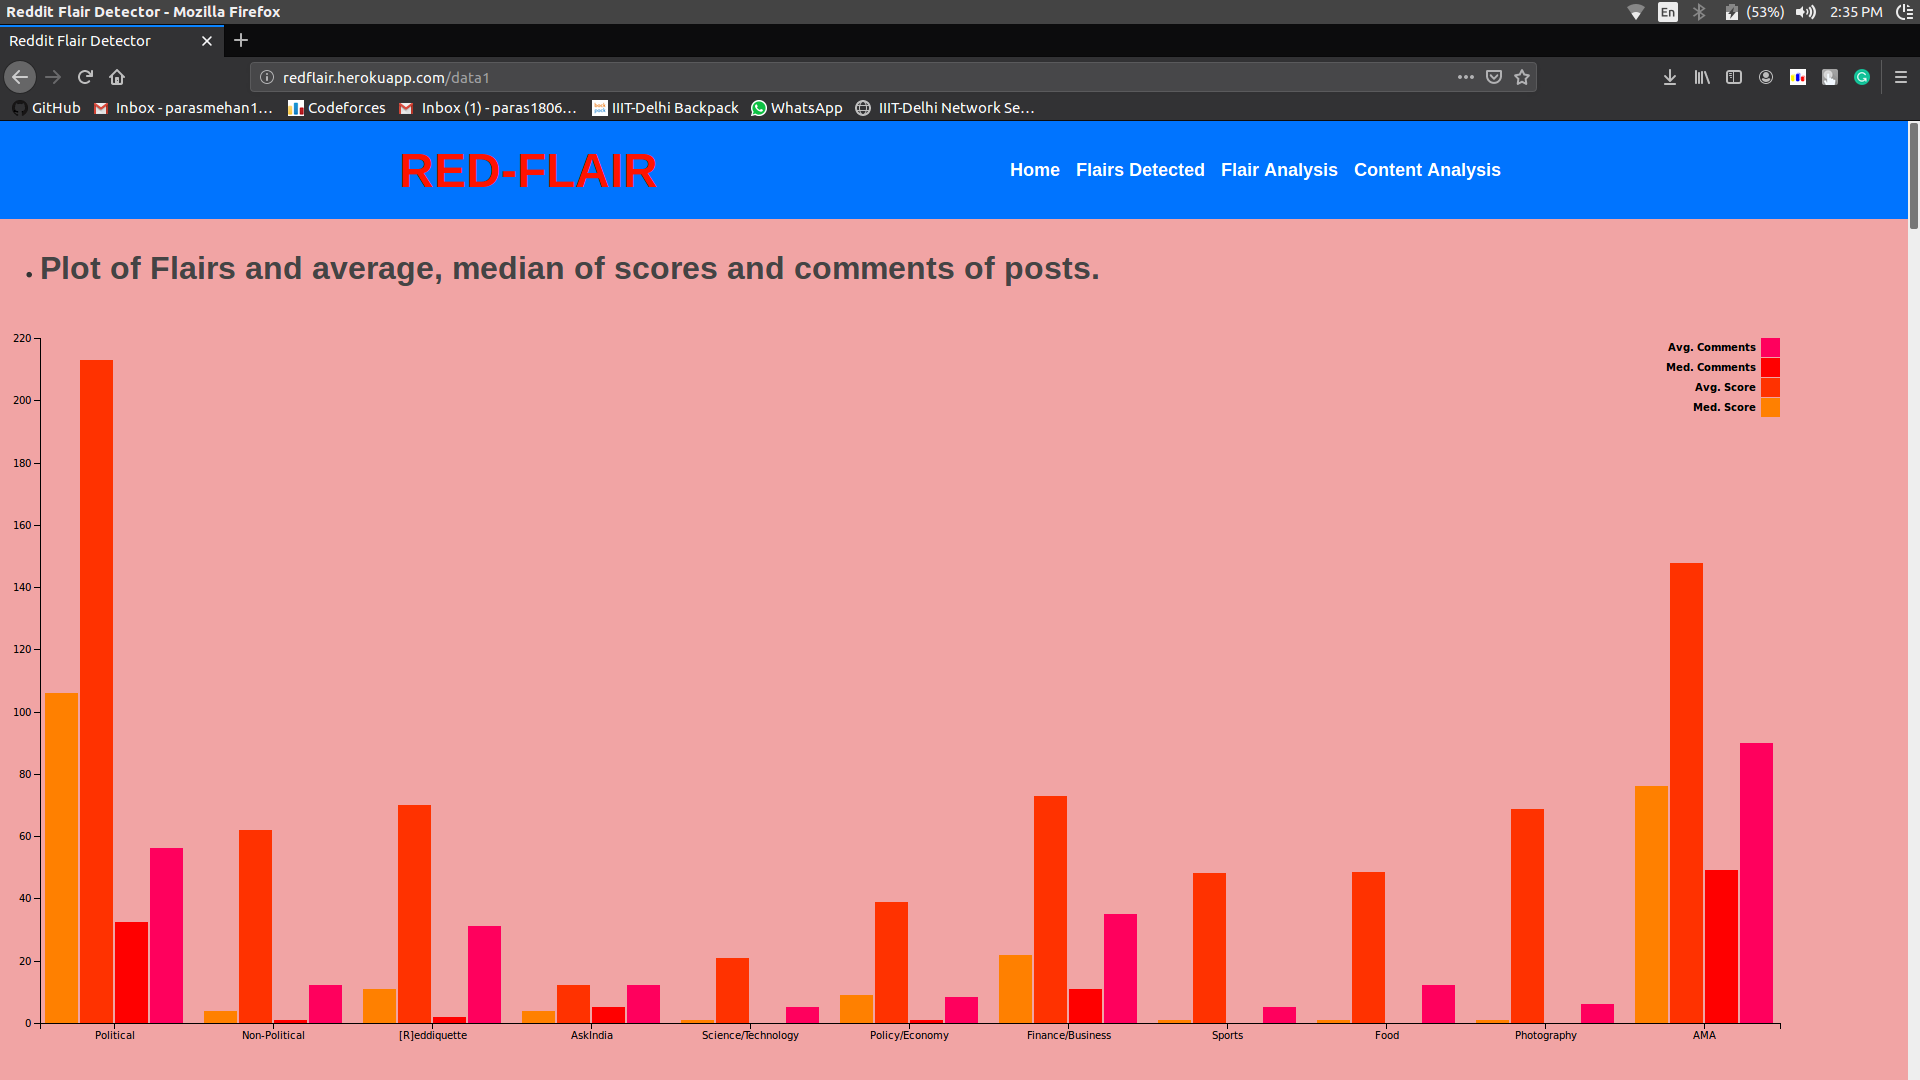 Reddit Flair Detector - Mozilla Firefox
En (53%) 2:35 PM
Reddit Flair Detector
redflair.herokuapp.com/data1
GitHub Inbox - parasmehan1... Codeforces Inbox (1) - paras1806... IIIT-Delhi Backpack WhatsApp IIIT-Delhi Network Se...
RED-FLAIR
Home Flairs Detected Flair Analysis Content Analysis
• Plot of Flairs and average, median of scores and comments of posts.
Avg. Comments
Med. Comments
Avg. Score
Med. Score
220
200
180
160
140
120
100
80
60
40
20
0
Political Non-Political [R]eddiquette AskIndia Science/Technology Policy/Economy Finance/Business Sports Food Photography AMA